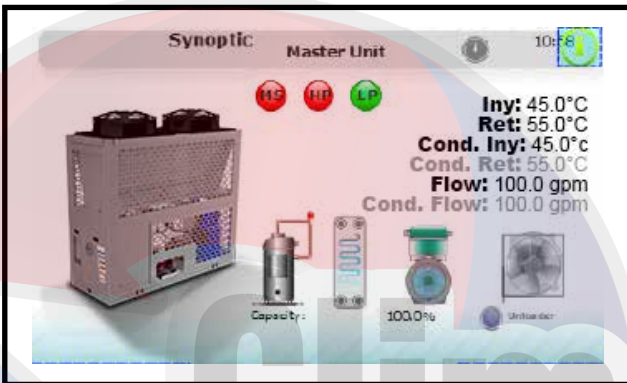 Synoptic
Master Unit
10:58
MS HP LP
Iny: 45.0°C
Ret: 55.0°C
Cond. Iny: 45.0°c
Cond. Ret: 55.0°C
Flow: 100.0 gpm
Cond. Flow: 100.0 gpm
Capacity: 100.0% Unloader